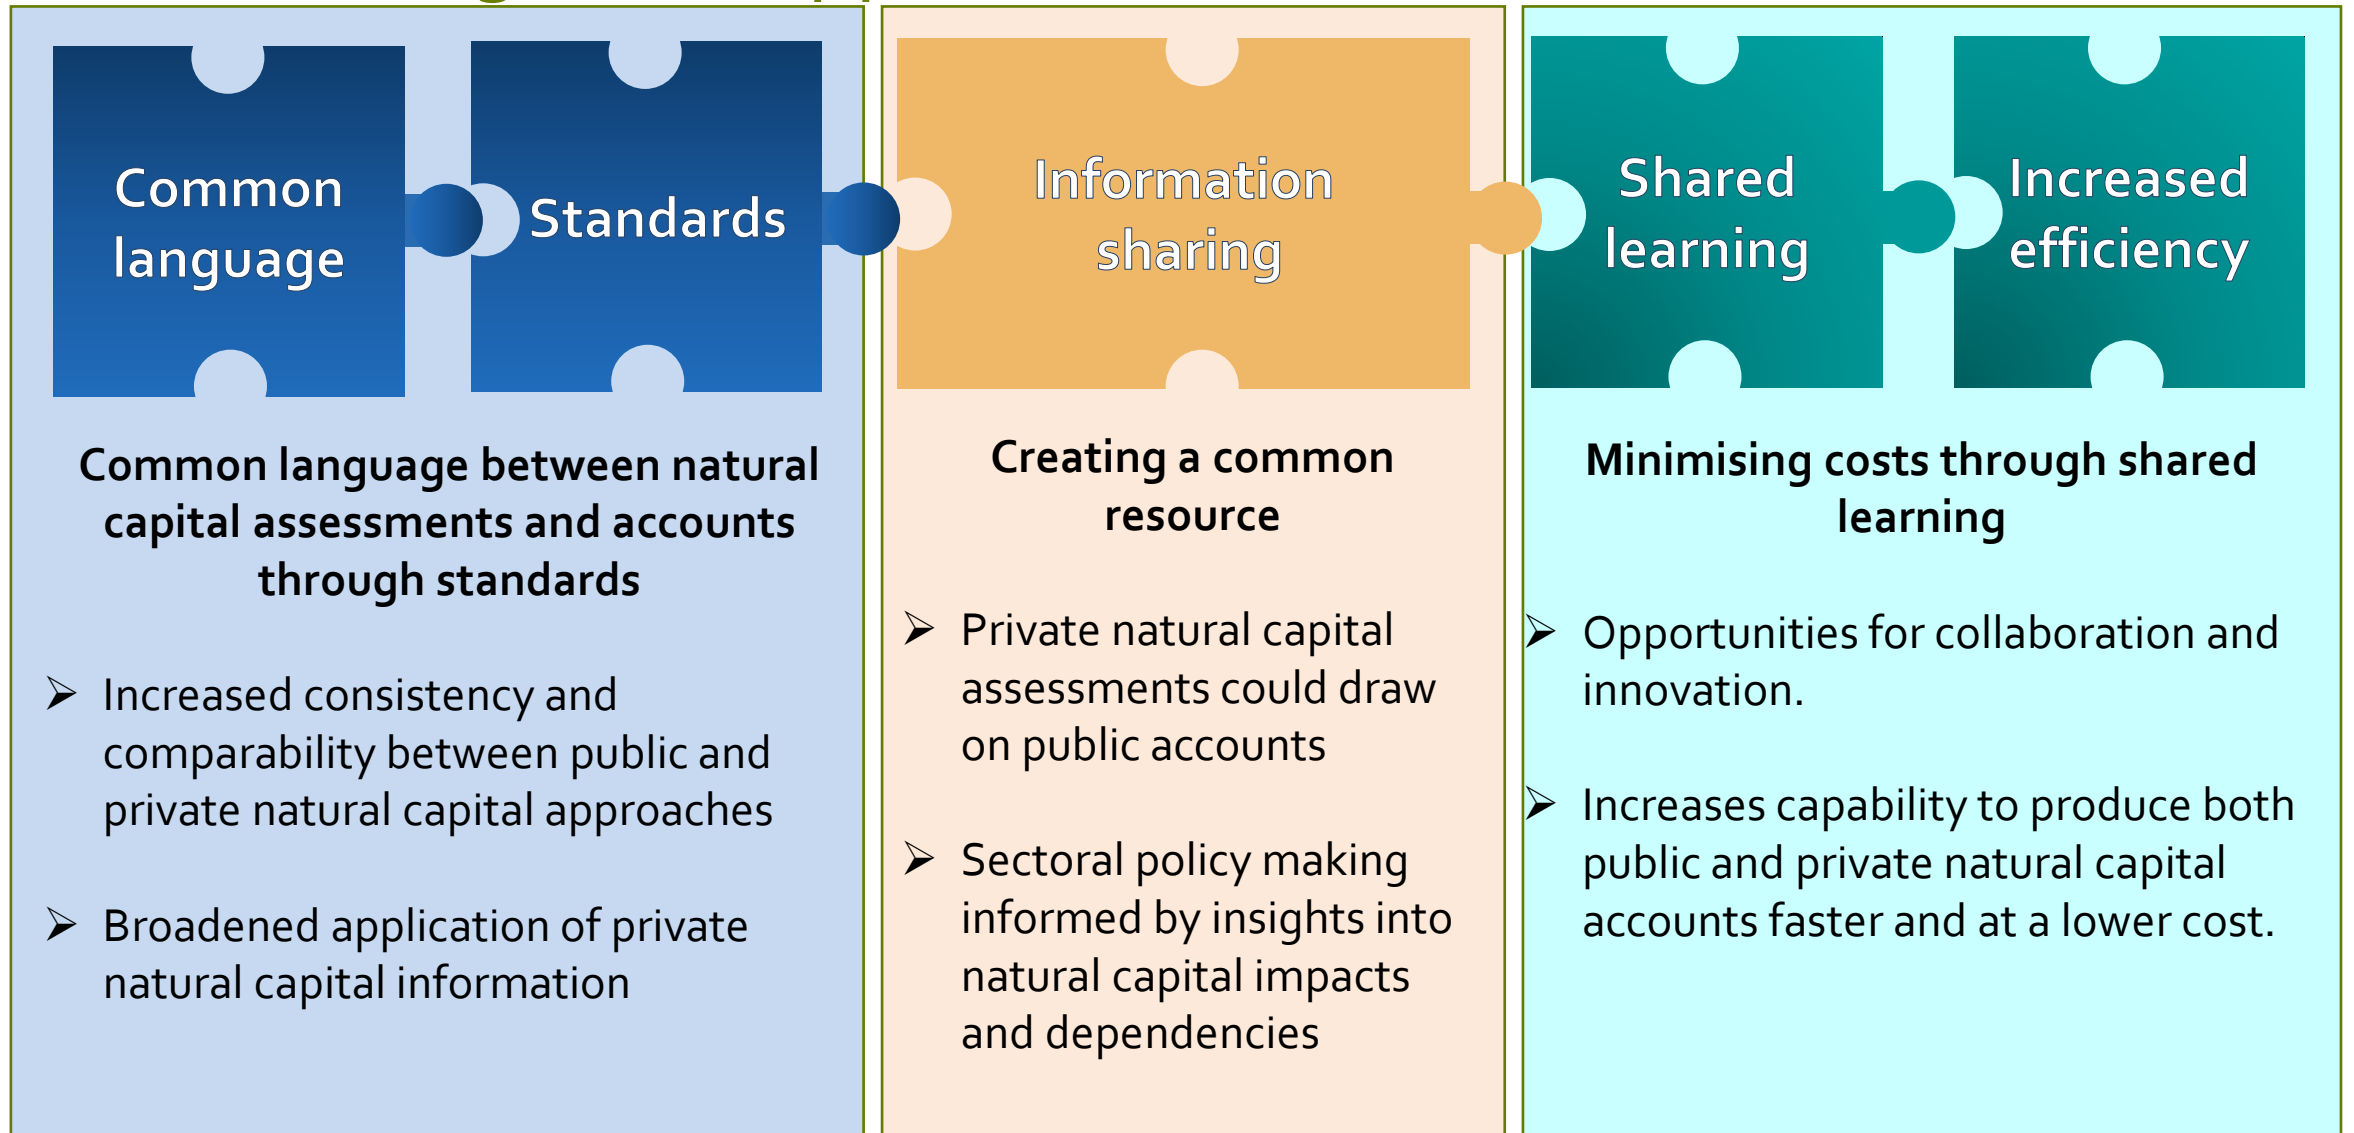 Common
language
Standards
Information
sharing
Shared
learning
Increased
efficiency
Common language between natural
capital assessments and accounts
through standards
➢ Increased consistency and
comparability between public and
private natural capital approaches
➢ Broadened application of private
natural capital information
Creating a common
resource
➢ Private natural capital
assessments could draw
on public accounts
➢ Sectoral policy making
informed by insights into
natural capital impacts
and dependencies
Minimising costs through shared
learning
➢ Opportunities for collaboration and
innovation.
➢ Increases capability to produce both
public and private natural capital
accounts faster and at a lower cost.